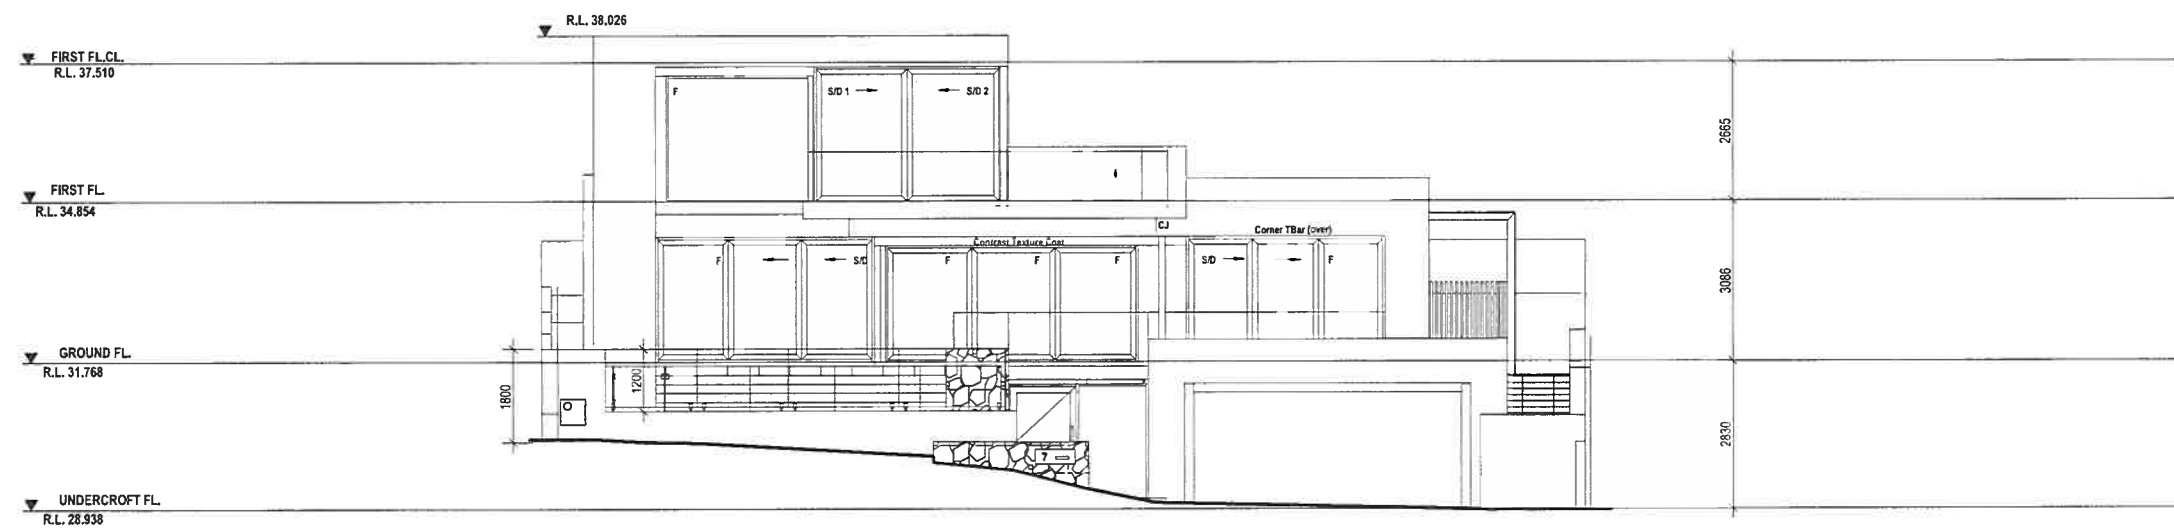 R.L. 38.026
FIRST FL.CL.
R.L. 37.510
F
S/D 1
S/D 2
2665
FIRST FL.
R.L. 34.854
CJ
Corner TBar (over)
Contrast Texture Coat
F
S/D
F
F
F
S/D
F
3086
GROUND FL.
R.L. 31.768
1800
1200
7
2830
UNDERCROFT FL.
R.L. 28.938